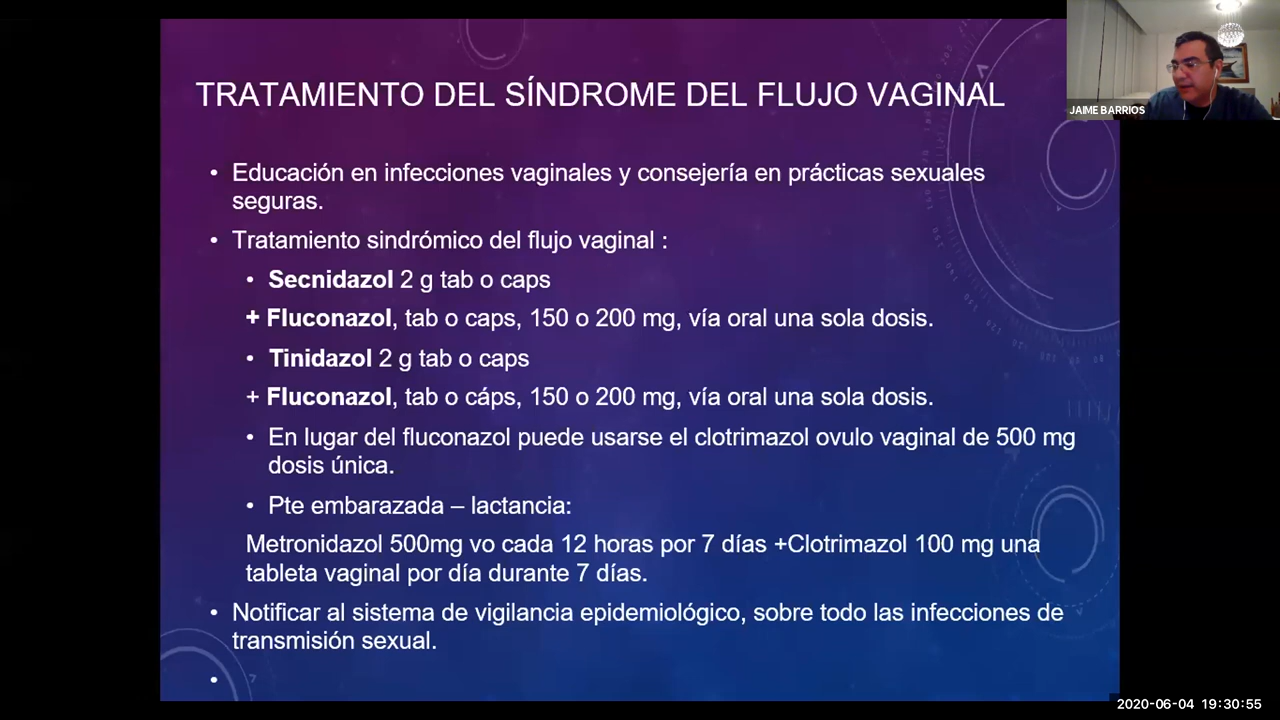 TRATAMIENTO DEL SÍNDROME DEL FLUJO VAGINAL
JAIME BARRIOS
• Educación en infecciones vaginales y consejería en prácticas sexuales
seguras.
• Tratamiento sindrómico del flujo vaginal :
• Secnidazol 2 g tab o caps
+ Fluconazol, tab o caps, 150 o 200 mg, vía oral una sola dosis.
• Tinidazol 2 g tab o caps
+ Fluconazol, tab o cáps, 150 o 200 mg, vía oral una sola dosis.
• En lugar del fluconazol puede usarse el clotrimazol ovulo vaginal de 500 mg
dosis única.
• Pte embarazada – lactancia:
Metronidazol 500mg vo cada 12 horas por 7 días +Clotrimazol 100 mg una
tableta vaginal por día durante 7 días.
• Notificar al sistema de vigilancia epidemiológico, sobre todo las infecciones de
transmisión sexual.
•
2020-06-04 19:30:55